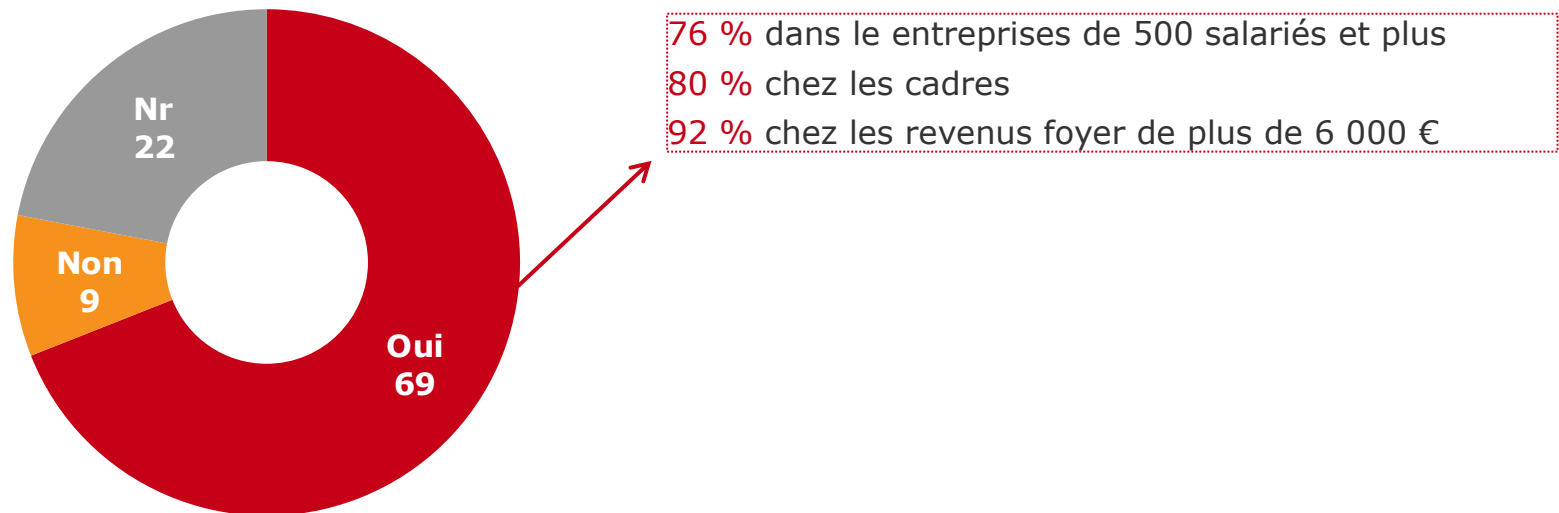 Nr
22
Non
9
Oui
69
76 % dans le entreprises de 500 salariés et plus
80 % chez les cadres
92 % chez les revenus foyer de plus de 6 000 €